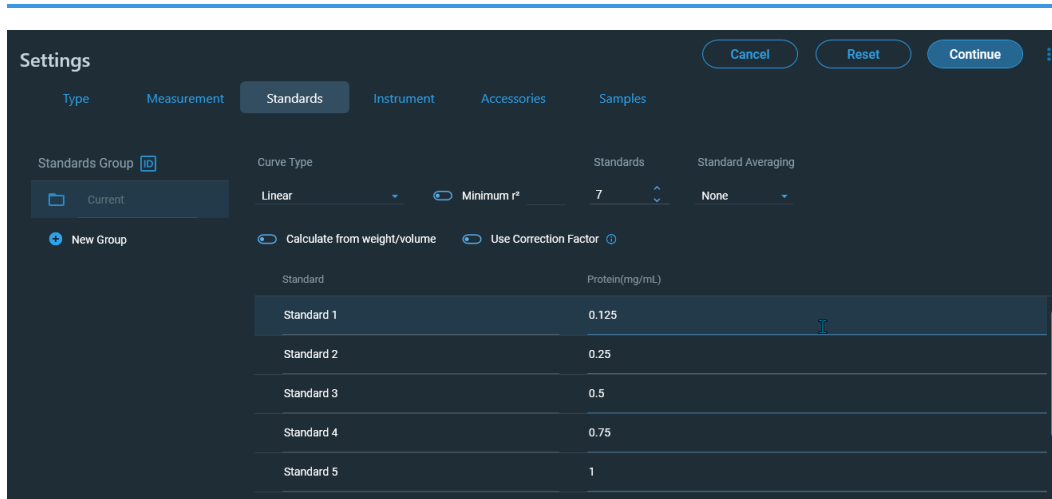 Settings
Cancel
Reset
Continue
Type
Measurement
Standards
Instrument
Accessories
Samples
Standards Group ID
Current
New Group
Curve Type
Standards
Standard Averaging
Linear
Minimum r²
7
None
Calculate from weight/volume
Use Correction Factor
Standard
Protein(mg/mL)
Standard 1
0.125
Standard 2
0.25
Standard 3
0.5
Standard 4
0.75
Standard 5
1